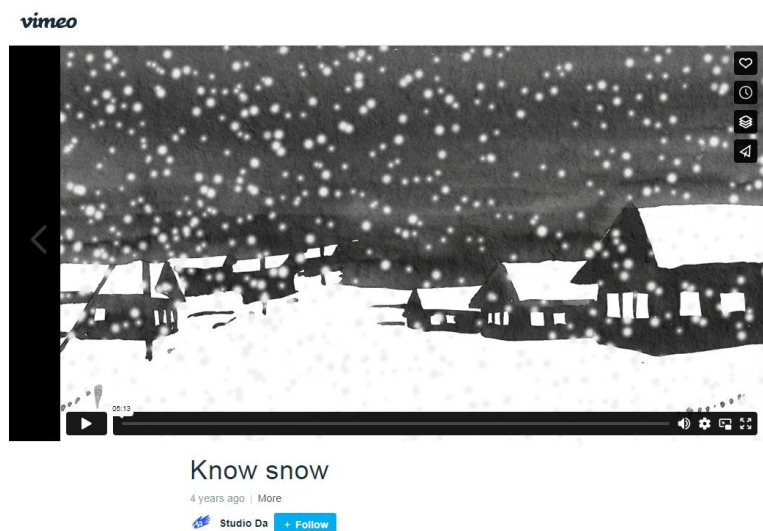 vimeo
05:13
Know snow
4 years ago | More
Studio Da + Follow